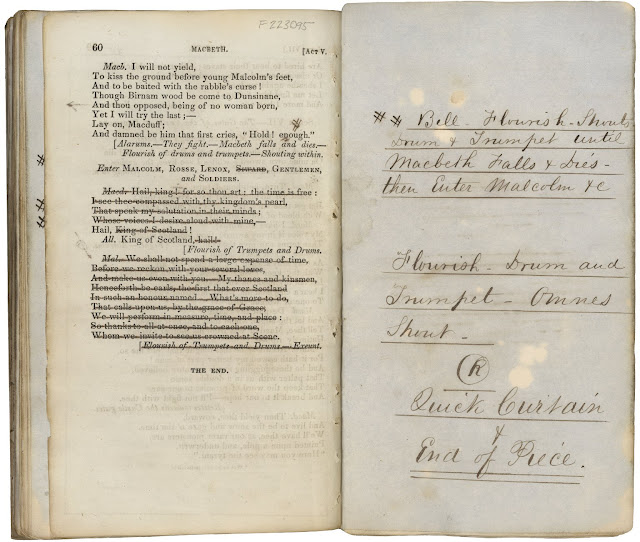 F-223095
60 MACBETH. [ACT V.
Macb. I will not yield,
To kiss the ground before young Malcolm's feet,
And to be baited with the rabble's curse !
Though Birnam wood be come to Dunsinane,
And thou opposed, being of no woman born,
Yet I will try the last ;—
Lay on, Macduff;
And damned be him that first cries, "Hold ! enough."
[Alarums.—They fight.—Macbeth falls and dies.—
Flourish of drums and trumpets.—Shouting within.
Enter MALCOLM, ROSSE, LENOX, SIWARD, GENTLEMEN,
and SOLDIERS.
Macd. Hail, king ! for so thou art : the time is free :
I see thee compassed with thy kingdom's pearl,
That speak my salutation in their minds ;
Whose voices I desire aloud with mine,—
Hail, King of Scotland !
All. King of Scotland, hail !
[Flourish of Trumpets and Drums.
Mal. We shall not spend a large expense of time,
Before we reckon with your several loves,
And make us even with you. My thanes and kinsmen,
Henceforth be earls, the first that ever Scotland
In such an honour named. What's more to do,
That calls upon us, by the grace of Grace,
We will perform in measure, time, and place :
So thanks to all at once, and to each one,
Whom we invite to see us crowned at Scone.
[Flourish of Trumpets and Drums.—Exeunt.
THE END.
# # Bell - Flourish - Shouts
Drum & Trumpet until
Macbeth Falls & Dies -
then Enter Malcolm &c
Flourish - Drum and
Trumpet - Omnes
Shout -
R
Quick Curtain
&
End of Piece.